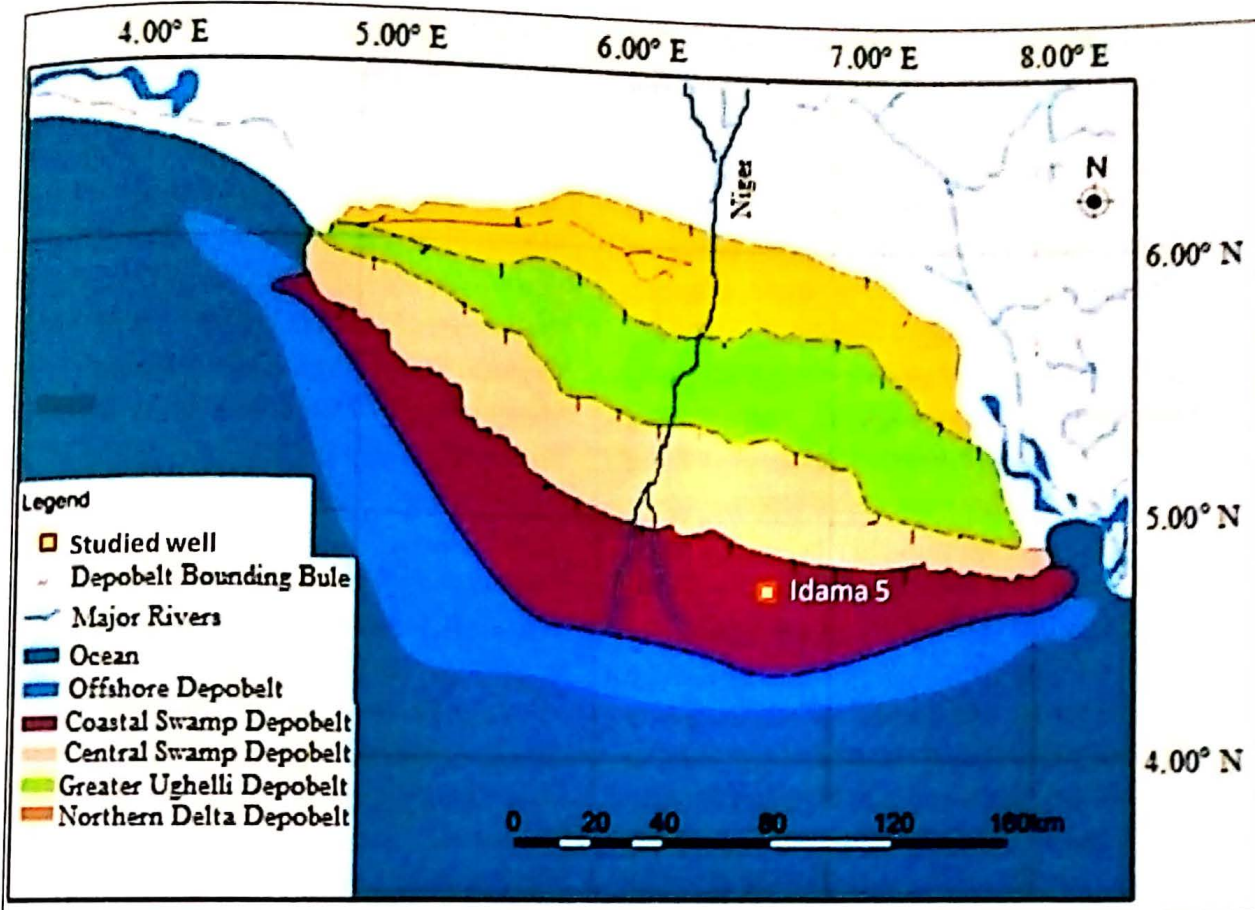 4.00° E 5.00° E 6.00° E 7.00° E 8.00° E
Niger
N
6.00° N
5.00° N
4.00° N
Idama 5
Legend
Studied well
Depobelt Bounding Bule
Major Rivers
Ocean
Offshore Depobelt
Coastal Swamp Depobelt
Central Swamp Depobelt
Greater Ughelli Depobelt
Northern Delta Depobelt
0 20 40 80 120 160km